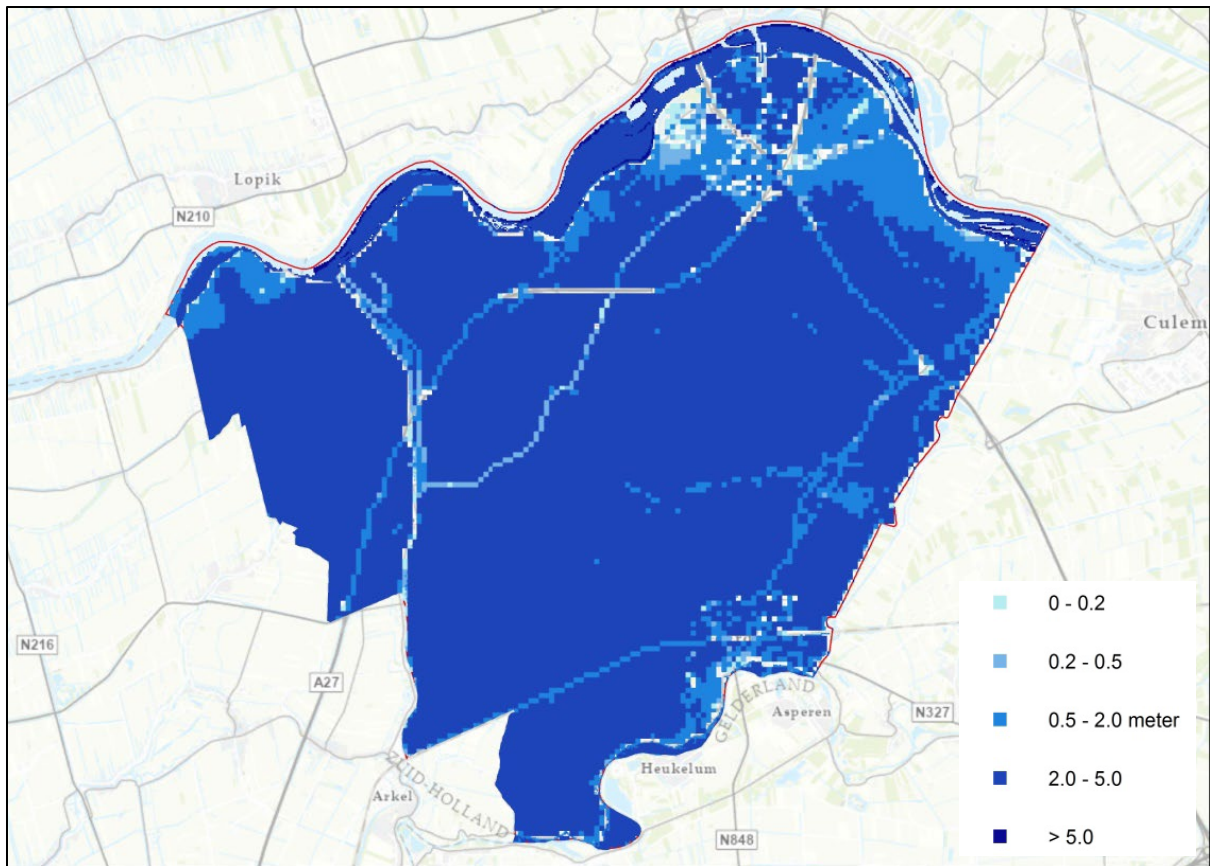 Lopik
N210
Culem
N216
A27
GELDERLAND
Asperen
N327
Heukelum
ZUID-HOLLAND
Arkel
N848
0 - 0.2
0.2 - 0.5
0.5 - 2.0 meter
2.0 - 5.0
> 5.0